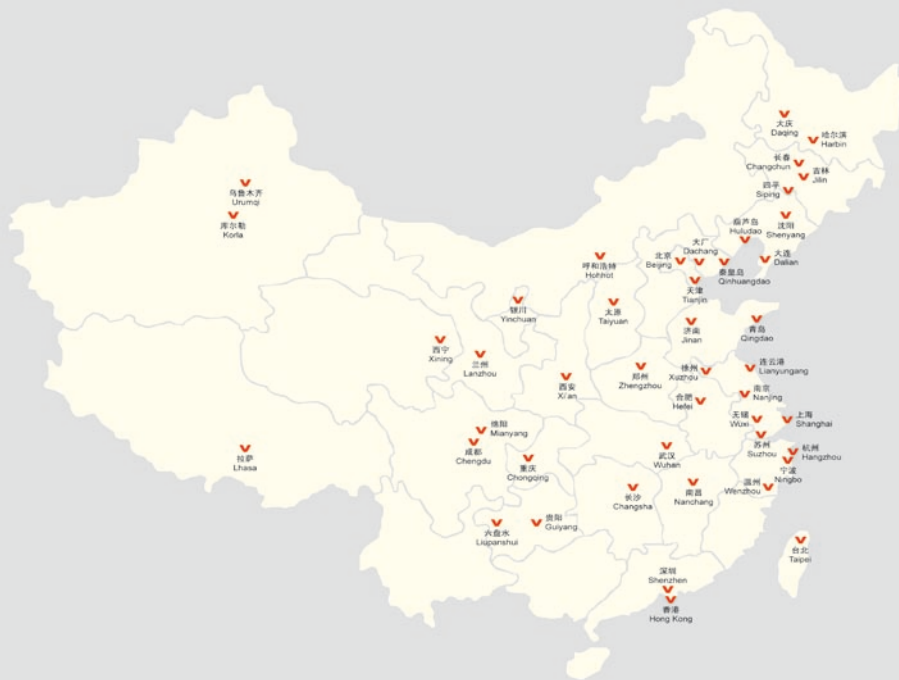 大庆
Daqing
哈尔滨
Harbin
长春
Changchun
吉林
Jilin
四平
Siping
乌鲁木齐
Urumqi
库尔勒
Korla
沈阳
Shenyang
葫芦岛
Huludao
大厂
Dachang
北京
Beijing
大连
Dalian
呼和浩特
Hohhot
秦皇岛
Qinhuangdao
天津
Tianjin
银川
Yinchuan
太原
Taiyuan
济南
Jinan
青岛
Qingdao
西宁
Xining
兰州
Lanzhou
西安
Xi'an
郑州
Zhengzhou
徐州
Xuzhou
连云港
Lianyungang
合肥
Hefei
南京
Nanjing
无锡
Wuxi
上海
Shanghai
绵阳
Mianyang
成都
Chengdu
苏州
Suzhou
杭州
Hangzhou
拉萨
Lhasa
重庆
Chongqing
武汉
Wuhan
宁波
Ningbo
温州
Wenzhou
长沙
Changsha
南昌
Nanchang
六盘水
Liupanshui
贵阳
Guiyang
台北
Taipei
深圳
Shenzhen
香港
Hong Kong